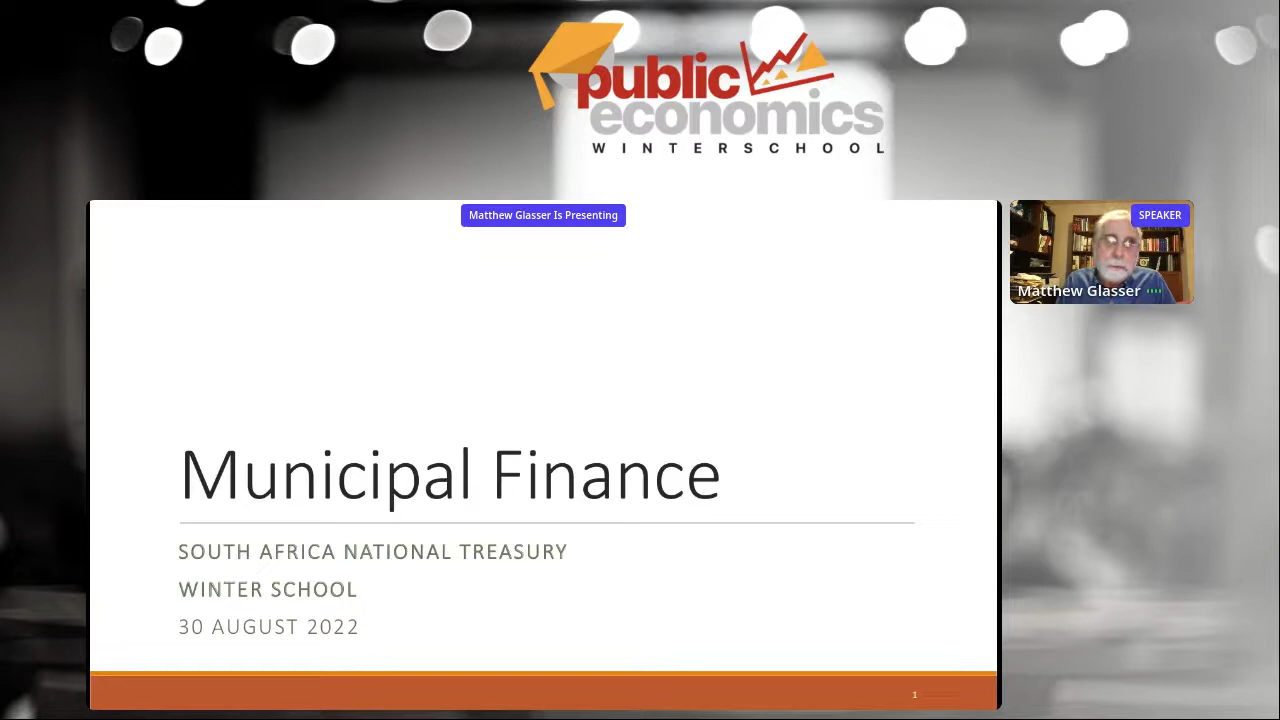 public
economics
WINTERSCHOOL
Matthew Glasser Is Presenting
SPEAKER
Matthew Glasser
Municipal Finance
SOUTH AFRICA NATIONAL TREASURY
WINTER SCHOOL
30 AUGUST 2022
1